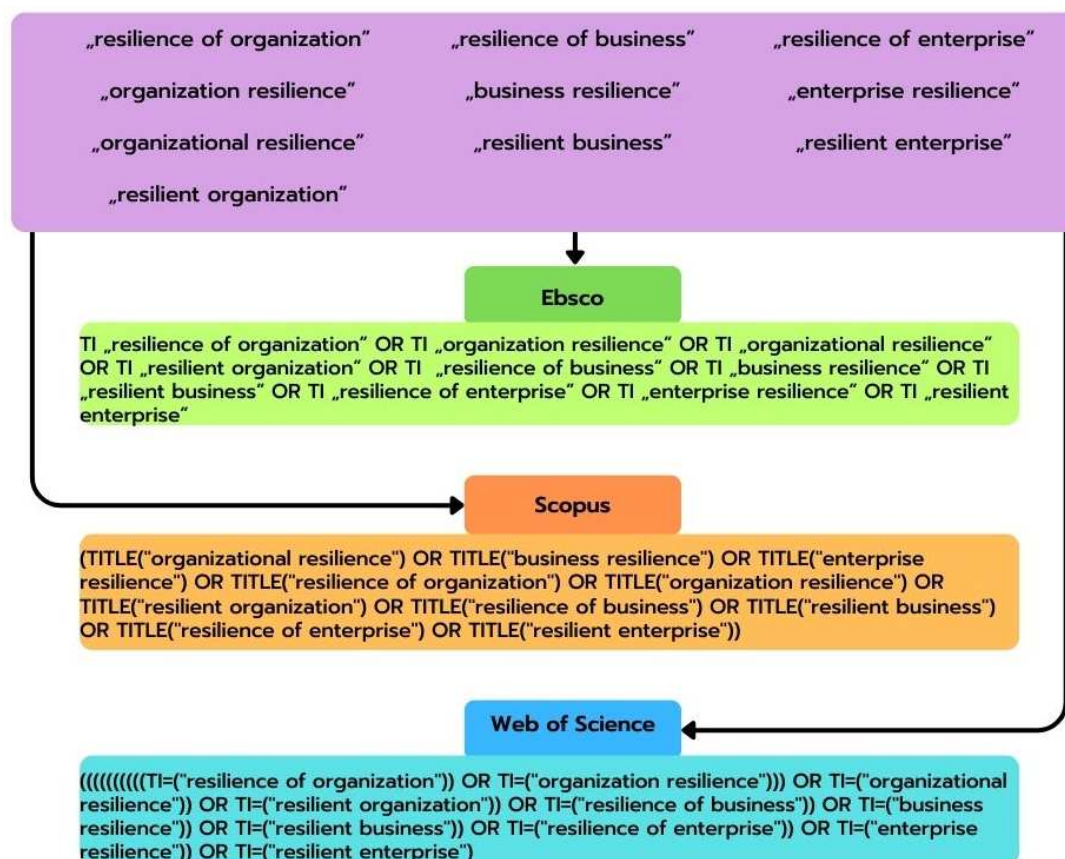 „resilience of organization” „resilience of business” „resilience of enterprise”
„organization resilience” „business resilience” „enterprise resilience”
„organizational resilience” „resilient business” „resilient enterprise”
„resilient organization”
Ebsco
TI „resilience of organization” OR TI „organization resilience” OR TI „organizational resilience”
OR TI „resilient organization” OR TI „resilience of business” OR TI „business resilience” OR TI
„resilient business” OR TI „resilience of enterprise” OR TI „enterprise resilience” OR TI „resilient
enterprise”
Scopus
(TITLE("organizational resilience") OR TITLE("business resilience") OR TITLE("enterprise
resilience") OR TITLE("resilience of organization") OR TITLE("organization resilience") OR
TITLE("resilient organization") OR TITLE("resilience of business") OR TITLE("resilient business")
OR TITLE("resilience of enterprise") OR TITLE("resilient enterprise"))
Web of Science
((((((((((TI=("resilience of organization")) OR TI=("organization resilience"))) OR TI=("organizational
resilience")) OR TI=("resilient organization")) OR TI=("resilience of business")) OR TI=("business
resilience")) OR TI=("resilient business")) OR TI=("resilience of enterprise")) OR TI=("enterprise
resilience")) OR TI=("resilient enterprise")